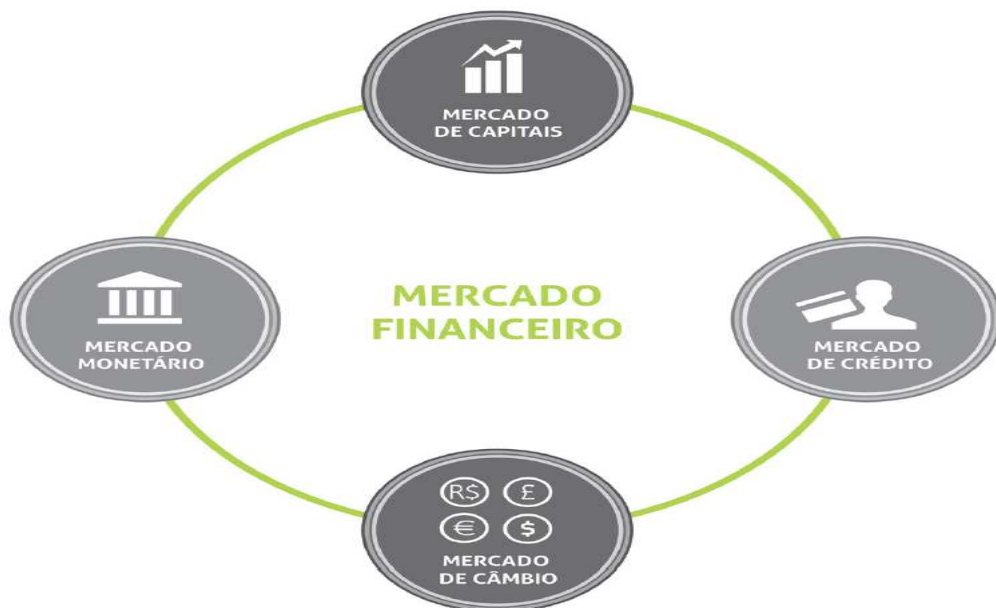 MERCADO
DE CAPITAIS
MERCADO
FINANCEIRO
MERCADO
MONETÁRIO
MERCADO
DE CRÉDITO
R$ £
€ $
MERCADO
DE CÂMBIO